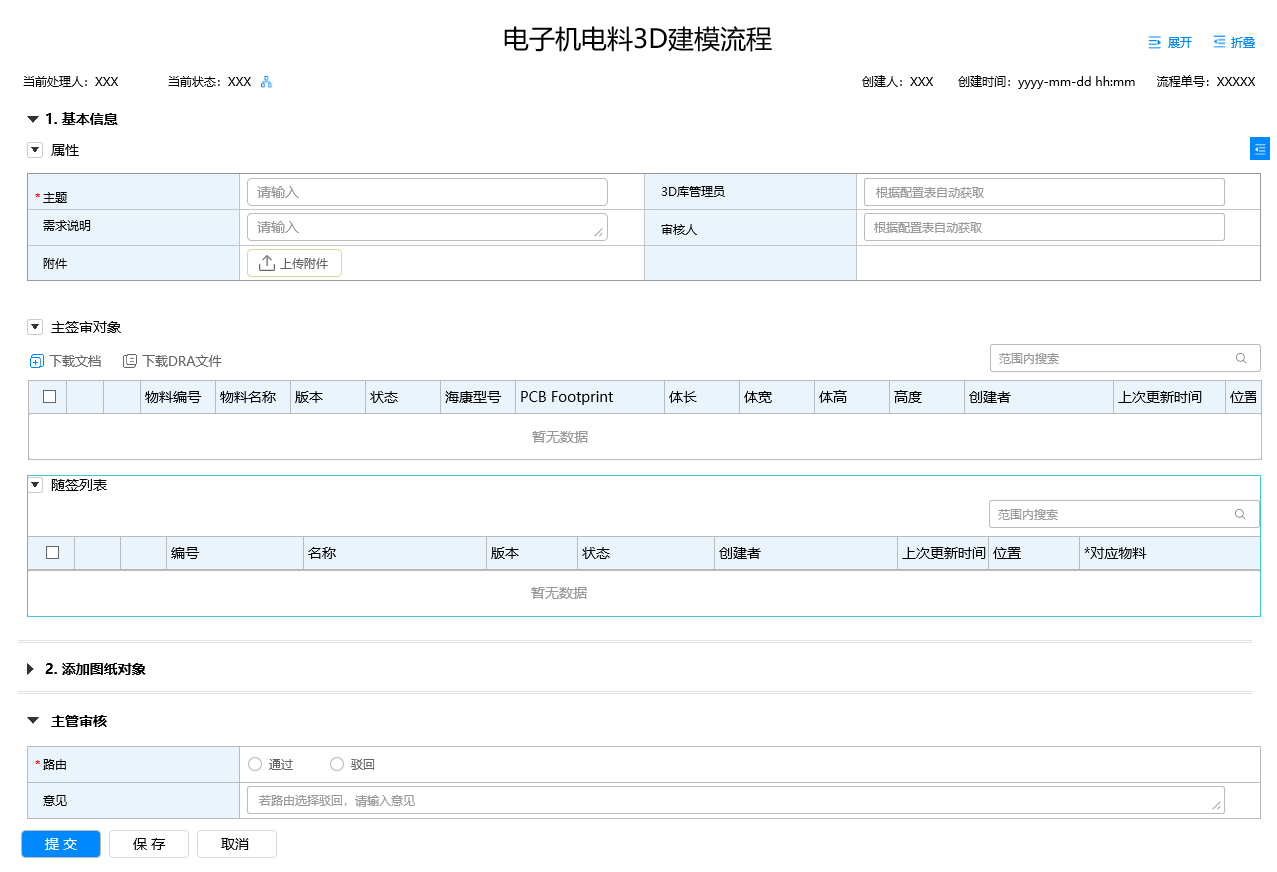 电子机电料3D建模流程
展开 折叠
当前处理人：XXX 当前状态：XXX 创建人：XXX 创建时间：yyyy-mm-dd hh:mm 流程单号：XXXXX
1. 基本信息
属性
*主题 请输入 3D库管理员 根据配置表自动获取
需求说明 请输入 审核人 根据配置表自动获取
附件 上传附件
主签审对象
下载文档 下载DRA文件 范围内搜索
物料编号 物料名称 版本 状态 海康型号 PCB Footprint 体长 体宽 体高 高度 创建者 上次更新时间 位置
暂无数据
随签列表
范围内搜索
编号 名称 版本 状态 创建者 上次更新时间 位置 *对应物料
暂无数据
2. 添加图纸对象
主管审核
*路由 通过 驳回
意见 若路由选择驳回，请输入意见
提 交 保 存 取消